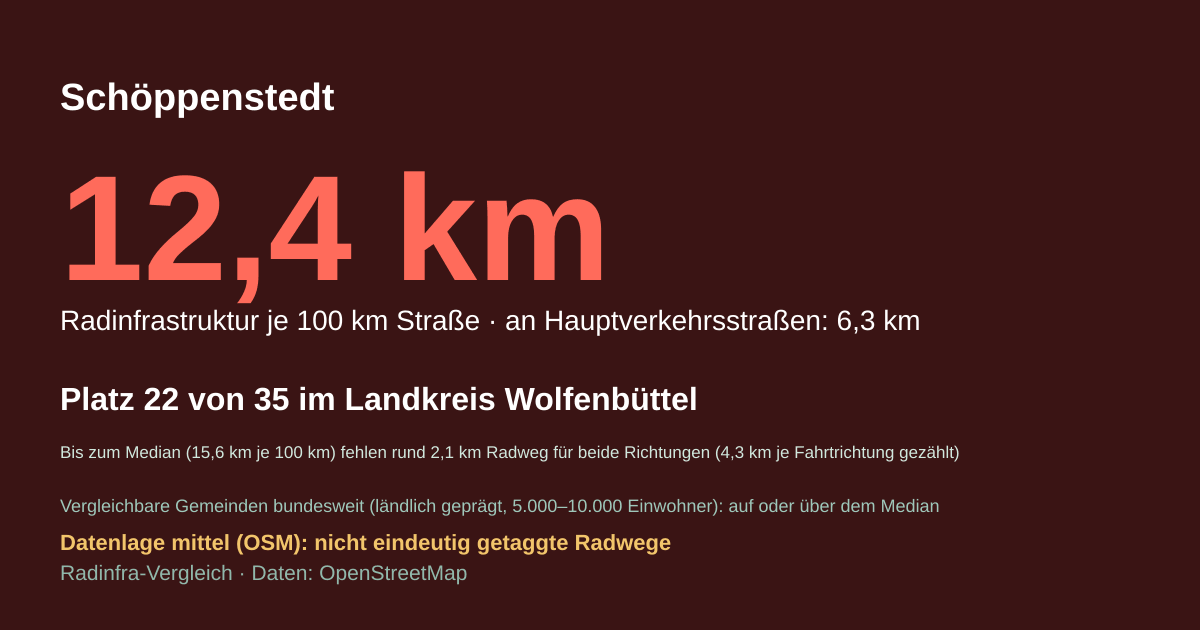 Schöppenstedt
12,4 km
Radinfrastruktur je 100 km Straße · an Hauptverkehrsstraßen: 6,3 km
Platz 22 von 35 im Landkreis Wolfenbüttel
Bis zum Median (15,6 km je 100 km) fehlen rund 2,1 km Radweg für beide Richtungen (4,3 km je Fahrtrichtung gezählt)
Vergleichbare Gemeinden bundesweit (ländlich geprägt, 5.000–10.000 Einwohner): auf oder über dem Median
Datenlage mittel (OSM): nicht eindeutig getaggte Radwege
Radinfra-Vergleich · Daten: OpenStreetMap